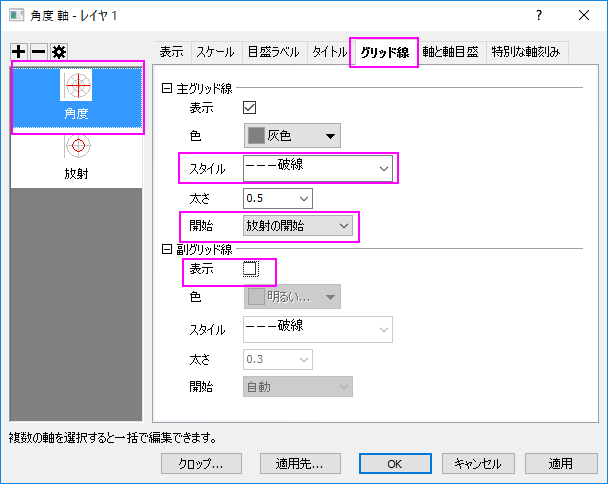 角度 軸 - レイヤ 1
表示 スケール 目盛ラベル タイトル グリッド線 軸と軸目盛 特別な軸刻み
角度
放射
主グリッド線
表示
色 灰色
スタイル ーーー破線
太さ 0.5
開始 放射の開始
副グリッド線
表示
色 明るい...
スタイル ーーー破線
太さ 0.3
開始 自動
複数の軸を選択すると一括で編集できます。
クロップ... 適用先... OK キャンセル 適用